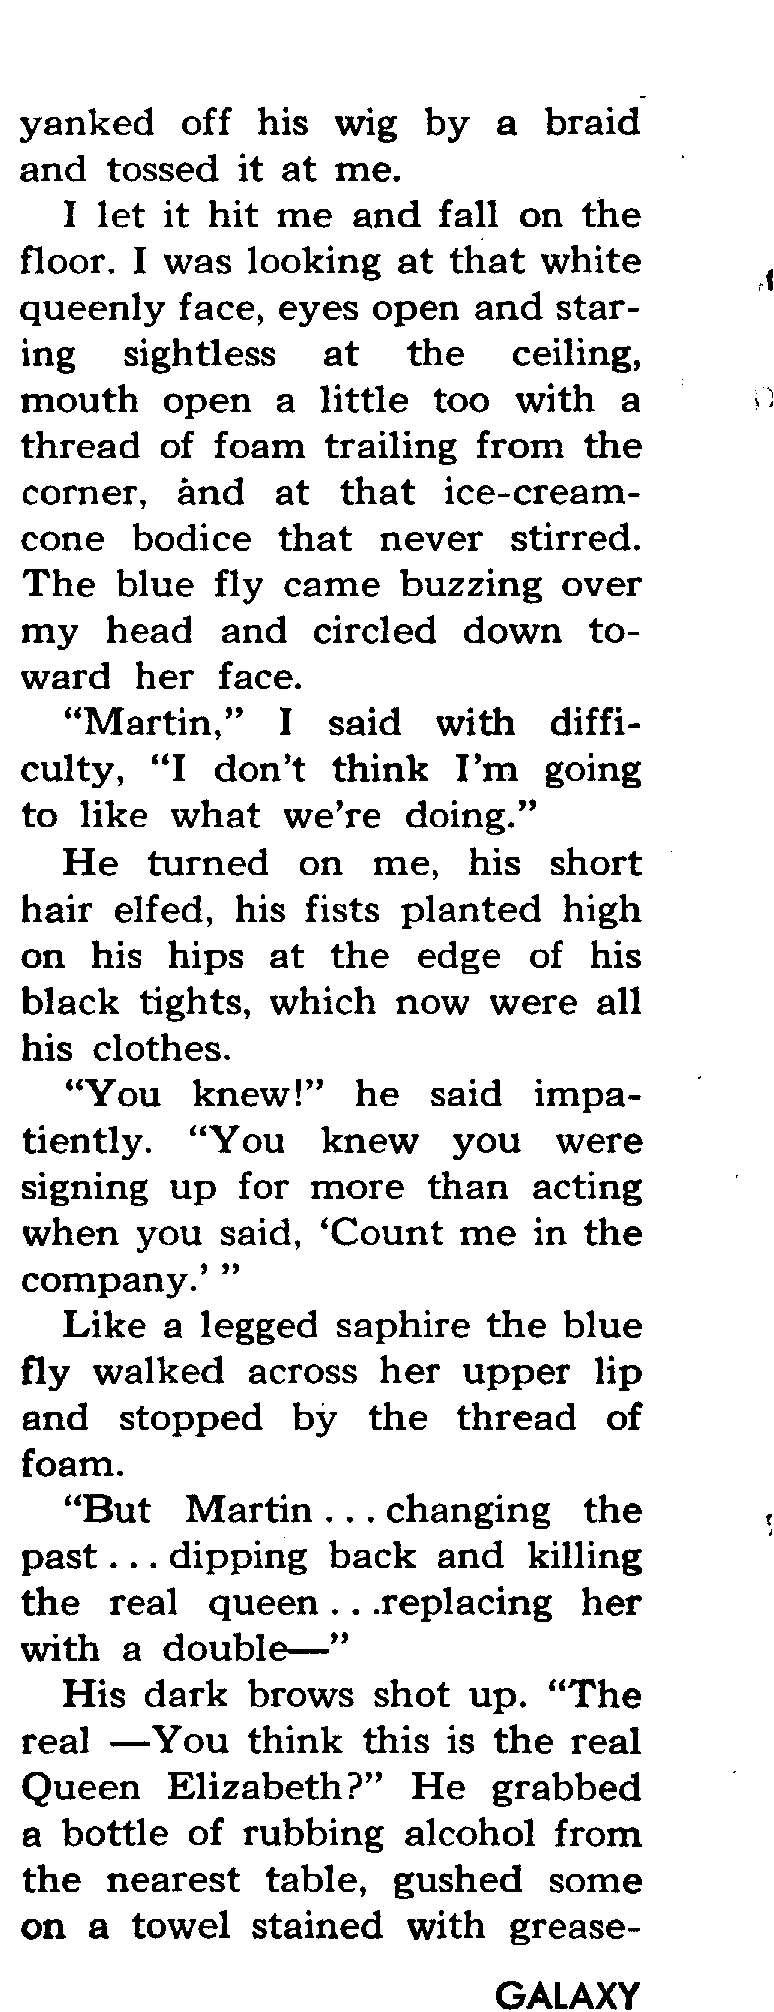 yanked off his wig by a braid
and tossed it at me.
I let it hit me and fall on the
floor. I was looking at that white
queenly face, eyes open and star-
ing sightless at the ceiling,
mouth open a little too with a
thread of foam trailing from the
corner, and at that ice-cream-
cone bodice that never stirred.
The blue fly came buzzing over
my head and circled down to-
ward her face.
“Martin,” I said with diffi-
culty, “I don’t think I’m going
to like what we’re doing.”
He turned on me, his short
hair elfed, his fists planted high
on his hips at the edge of his
black tights, which now were all
his clothes.
“You knew!” he said impa-
tiently. “You knew you were
signing up for more than acting
when you said, ‘Count me in the
company.’ ”
Like a legged saphire the blue
fly walked across her upper lip
and stopped by the thread of
foam.
“But Martin . . . changing the
past . . . dipping back and killing
the real queen . . .replacing her
with a double—”
His dark brows shot up. “The
real —You think this is the real
Queen Elizabeth?” He grabbed
a bottle of rubbing alcohol from
the nearest table, gushed some
on a towel stained with grease-
GALAXY